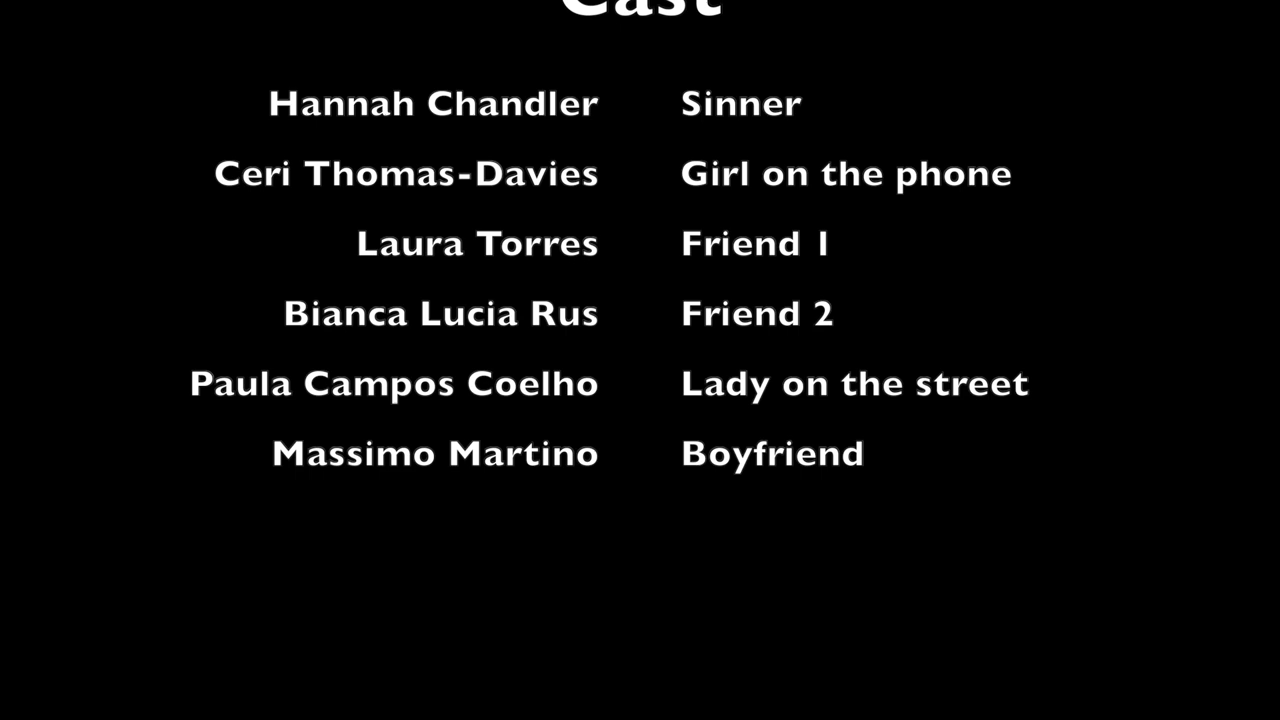 Cast
Hannah Chandler Sinner
Ceri Thomas-Davies Girl on the phone
Laura Torres Friend 1
Bianca Lucia Rus Friend 2
Paula Campos Coelho Lady on the street
Massimo Martino Boyfriend